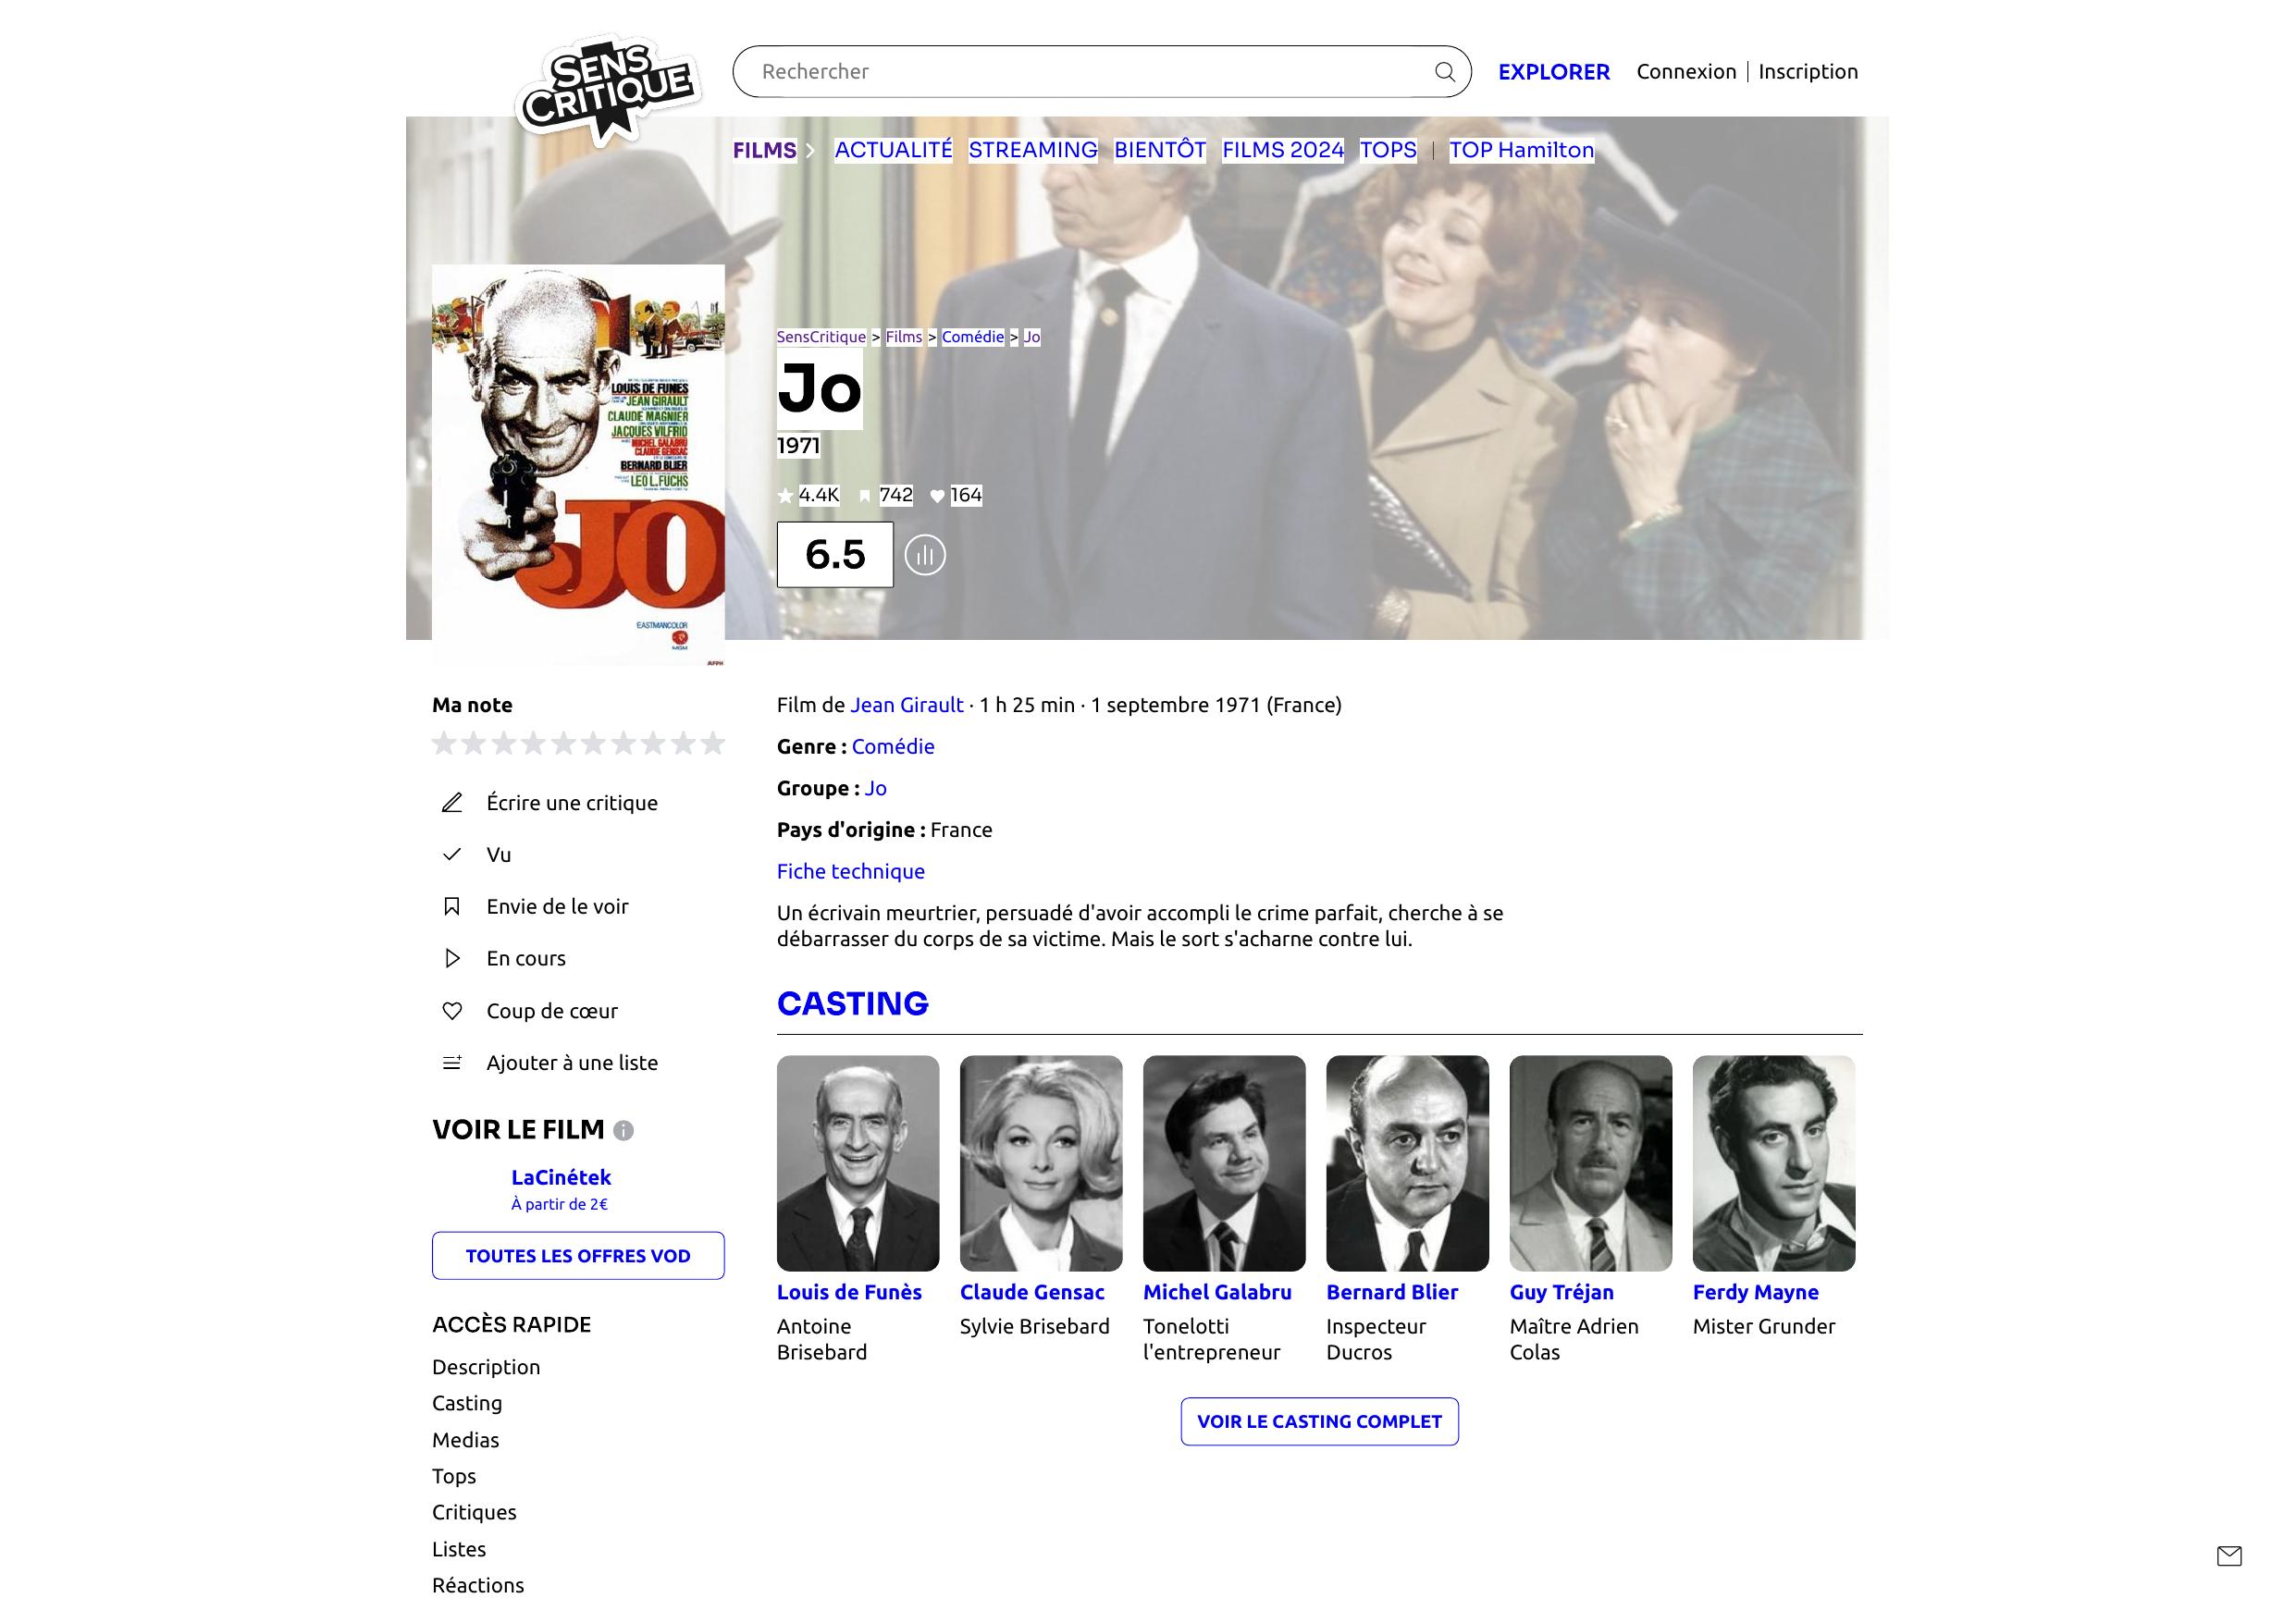 SENS
CRITIQUE
Rechercher
EXPLORER
Connexion
Inscription
FILMS
ACTUALITÉ
STREAMING
BIENTÔT
FILMS 2024
TOPS
TOP Hamilton
LOUIS DE FUNES
JEAN GIRAULT
CLAUDE MAGNIER
JACQUES VILFRID
MICHEL GALABRU
CLAUDE GENSAC
BERNARD BLIER
LEO L. FUCHS
JO
EASTMANCOLOR
MGM
SensCritique > Films > Comédie > Jo
Jo
1971
4.4K 742 164
6.5
Ma note
Écrire une critique
Vu
Envie de le voir
En cours
Coup de cœur
Ajouter à une liste
VOIR LE FILM
LaCinétek
À partir de 2€
TOUTES LES OFFRES VOD
ACCÈS RAPIDE
Description
Casting
Medias
Tops
Critiques
Listes
Réactions
Film de Jean Girault · 1 h 25 min · 1 septembre 1971 (France)
Genre : Comédie
Groupe : Jo
Pays d'origine : France
Fiche technique
Un écrivain meurtrier, persuadé d'avoir accompli le crime parfait, cherche à se
débarrasser du corps de sa victime. Mais le sort s'acharne contre lui.
CASTING
Louis de Funès
Antoine
Brisebard
Claude Gensac
Sylvie Brisebard
Michel Galabru
Tonelotti
l'entrepreneur
Bernard Blier
Inspecteur
Ducros
Guy Tréjan
Maître Adrien
Colas
Ferdy Mayne
Mister Grunder
VOIR LE CASTING COMPLET